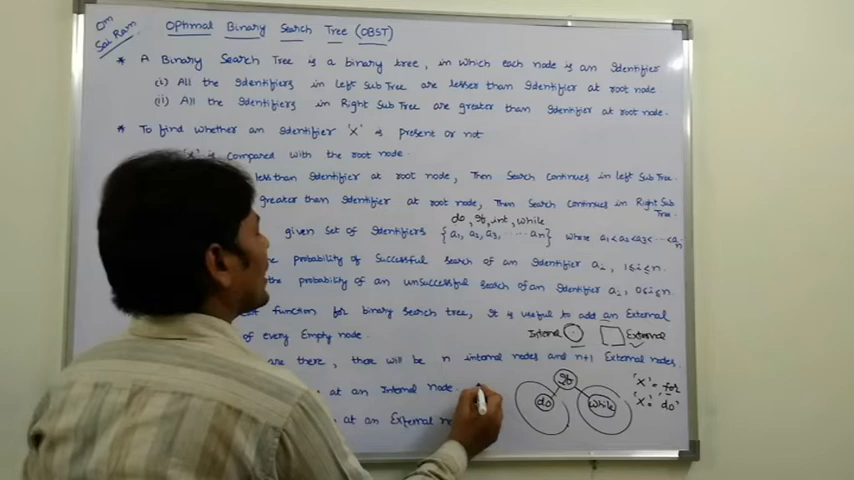 Om
Sai Ram
Optimal Binary Search Tree (OBST)
* A Binary Search Tree is a binary tree, in which each node is an Identifier
(i) All the Identifiers in left Sub Tree are lesser than Identifier at root node.
(ii) All the Identifiers in Right Sub Tree are greater than Identifier at root node.
* To find whether an Identifier 'X' is present or not
'X' is compared with the root node.
less than Identifier at root node, Then Search Continues in left Sub Tree.
greater than Identifier at root node, Then Search Continues in Right Sub
Tree.
do, if, int, while
given set of Identifiers {a1, a2, a3, ..... an} where a1<a2<a3<...<an
probability of Successful Search of an Identifier ai, 1≤i≤n.
the probability of an unsuccessful Search of an Identifier ai, 0≤i≤n.
function for binary Search tree, It is useful to add an External
of every Empty node.
Internal External
are there, there will be n internal nodes and n+1 External nodes.
at an Internal Node.
at an External
if
do while
'X' = for
'X' = 'do'